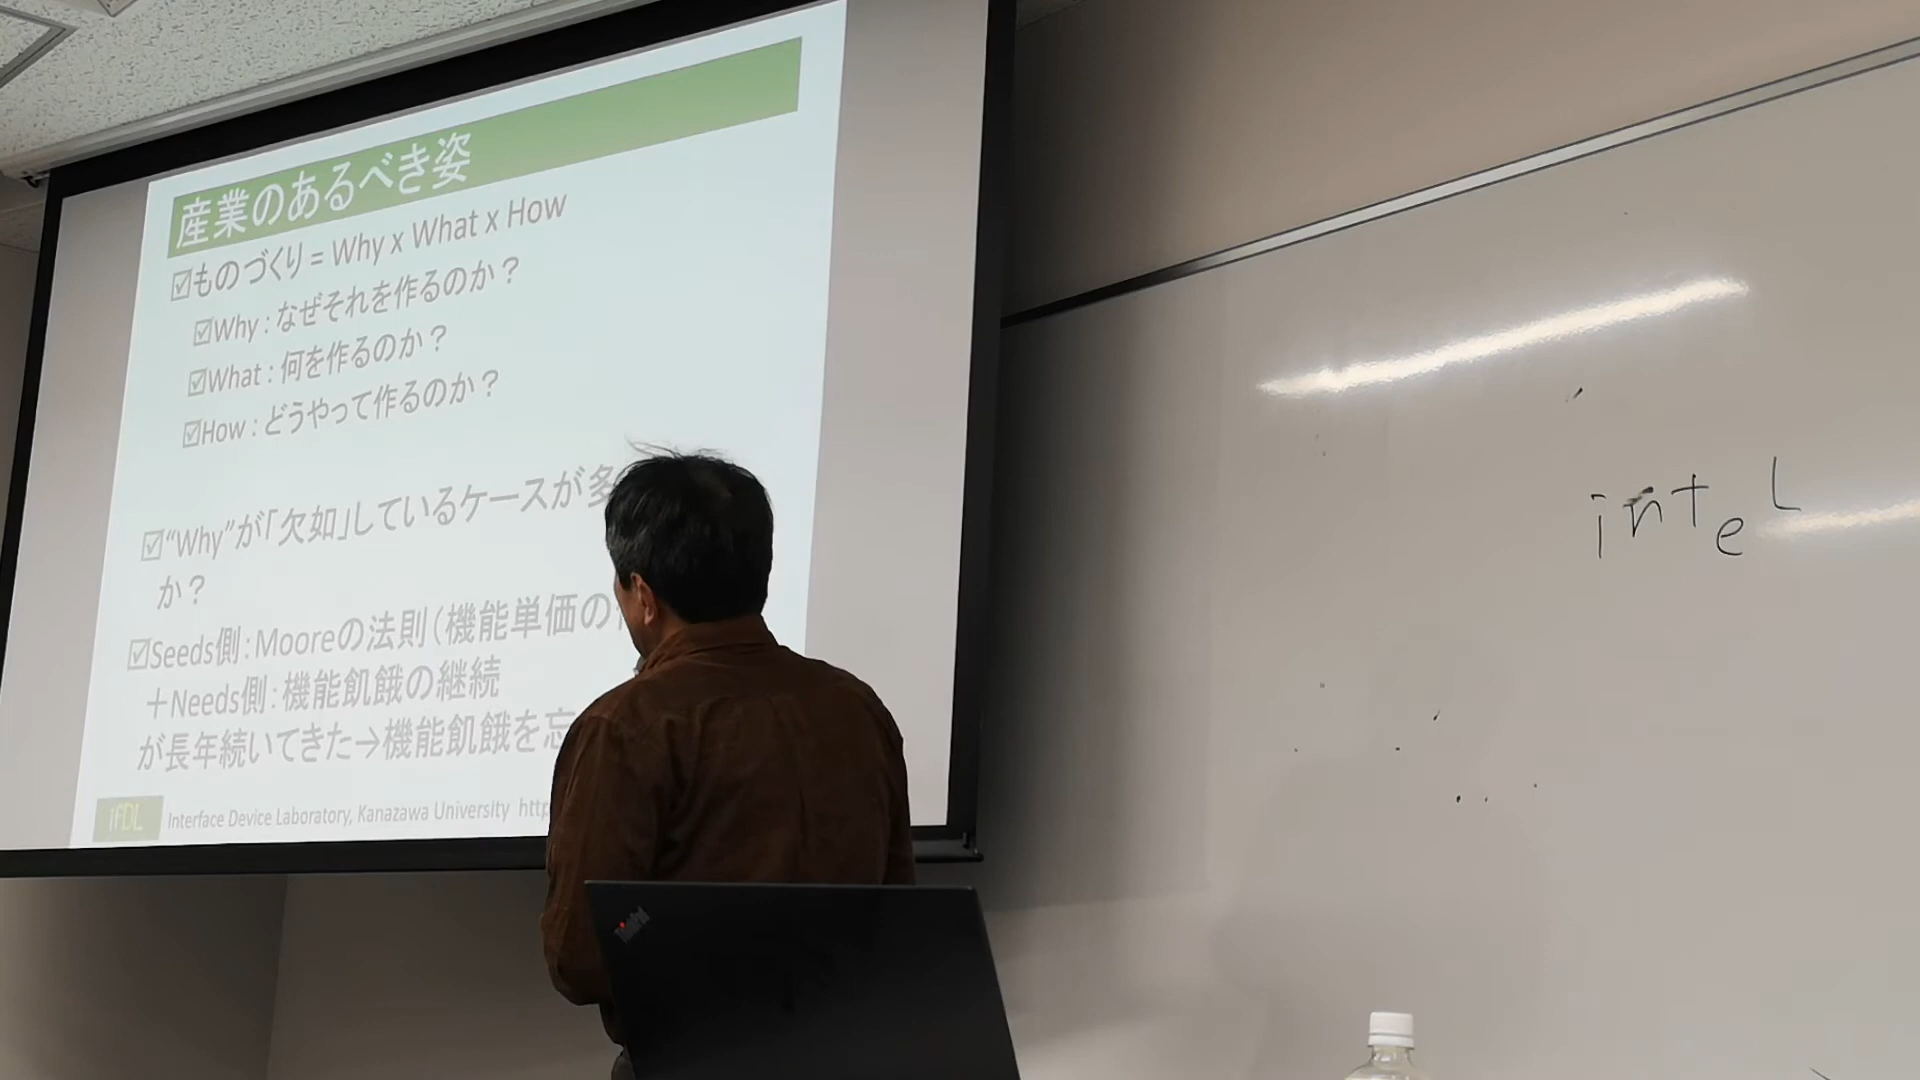 産業のあるべき姿
☑ものづくり = Why x What x How
☑Why : なぜそれを作るのか？
☑What : 何を作るのか？
☑How : どうやって作るのか？
☑“Why”が「欠如」しているケースが多
か？
☑Seeds側：Mooreの法則（機能単価の
＋Needs側：機能飢餓の継続
が長年続いてきた→機能飢餓を忘
ifDL
Interface Device Laboratory, Kanazawa University http
intel
ThinkPad